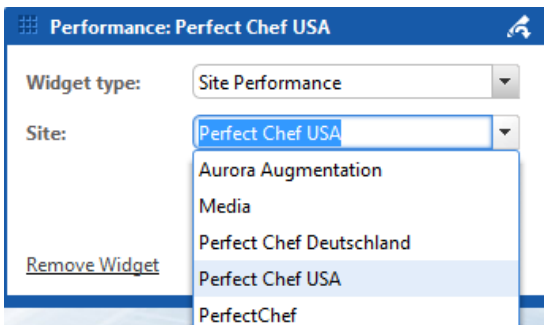 Performance: Perfect Chef USA
Widget type: Site Performance
Site: Perfect Chef USA
Aurora Augmentation
Media
Perfect Chef Deutschland
Remove Widget
Perfect Chef USA
PerfectChef